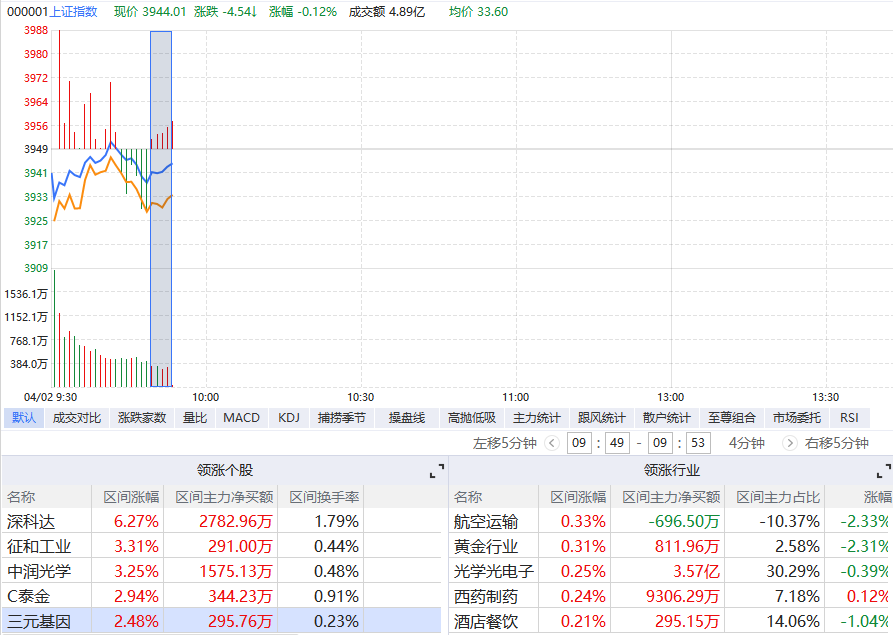 000001上证指数 现价 3944.01 涨跌 -4.54↓ 涨幅 -0.12% 成交额 4.89亿 均价 33.60
3988
3980
3972
3964
3956
3949
3941
3933
3925
3917
3909
1536.1万
1152.1万
768.1万
384.0万
04/02 9:30 10:00 10:30 11:00 13:00 13:30
默认 成交对比 涨跌家数 量比 MACD KDJ 捕捞季节 操盘线 高抛低吸 主力统计 跟风统计 散户统计 至尊组合 市场委托 RSI
左移5分钟 09 : 49 - 09 : 53 4分钟 右移5分钟
领涨个股 领涨行业
名称 区间涨幅 区间主力净买额 区间换手率 名称 区间涨幅 区间主力净买额 区间主力占比 涨幅
深科达 6.27% 2782.96万 1.79% 航空运输 0.33% -696.50万 -10.37% -2.33%
征和工业 3.31% 291.00万 0.44% 黄金行业 0.31% 811.96万 2.58% -2.31%
中润光学 3.25% 1575.13万 0.48% 光学光电子 0.25% 3.57亿 30.29% -0.39%
C泰金 2.94% 344.23万 0.91% 西药制药 0.24% 9306.29万 7.18% 0.12%
三元基因 2.48% 295.76万 0.23% 酒店餐饮 0.21% 295.15万 14.06% -1.04%